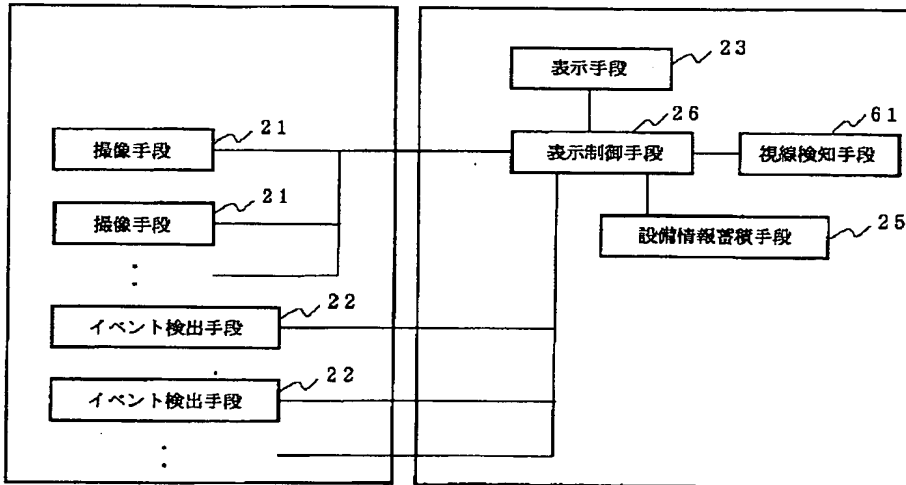 撮像手段
21
撮像手段
21
イベント検出手段
22
イベント検出手段
22
表示手段
23
表示制御手段
26
視線検知手段
61
設備情報蓄積手段
25